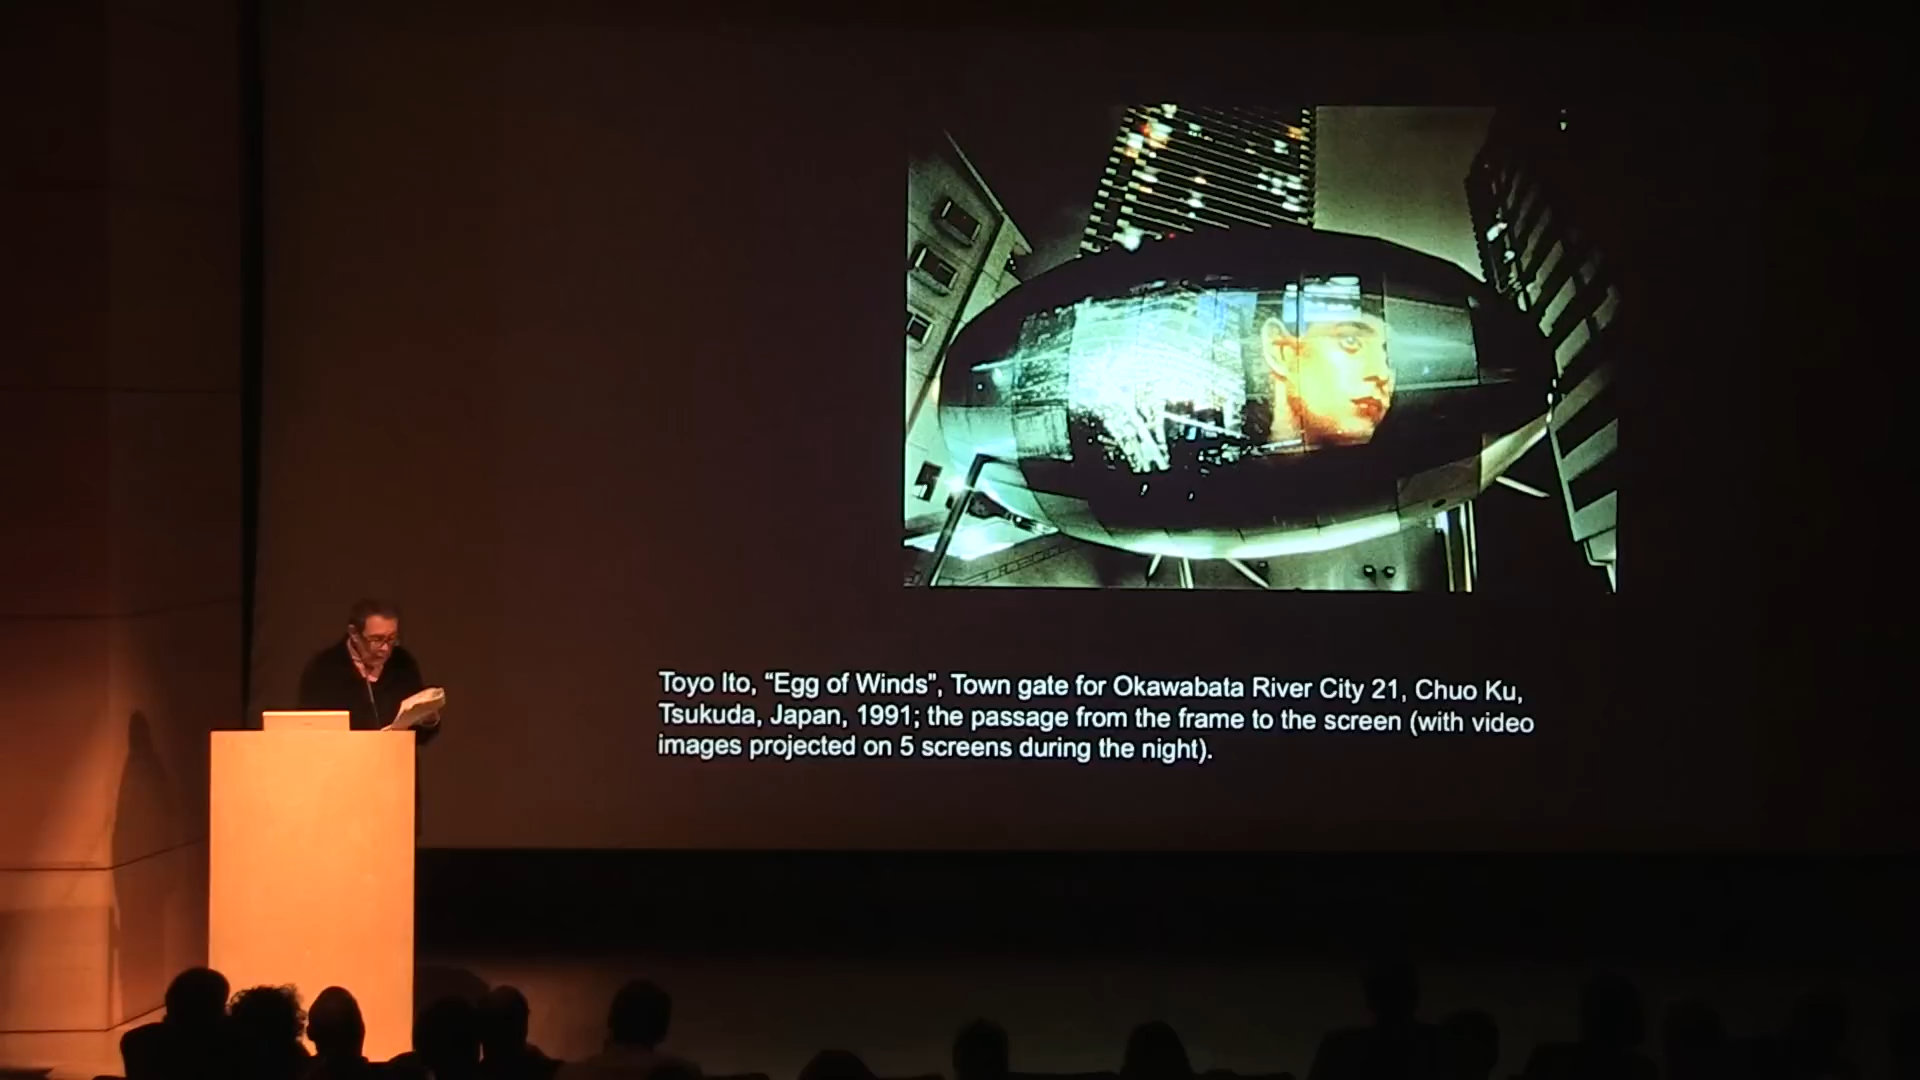 Toyo Ito, “Egg of Winds”, Town gate for Okawabata River City 21, Chuo Ku,
Tsukuda, Japan, 1991; the passage from the frame to the screen (with video
images projected on 5 screens during the night).